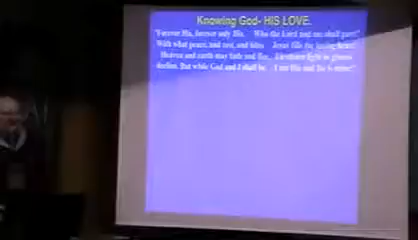 Knowing God- HIS LOVE.
"Forever His, forever only His. Who the Lord and me shall part?
With what peace, and rest, and bliss Jesus fills the loving heart!
Heaven and earth may fade and flee, Firstborn light in gloom
decline. But while God and I shall be I am His and He is mine."